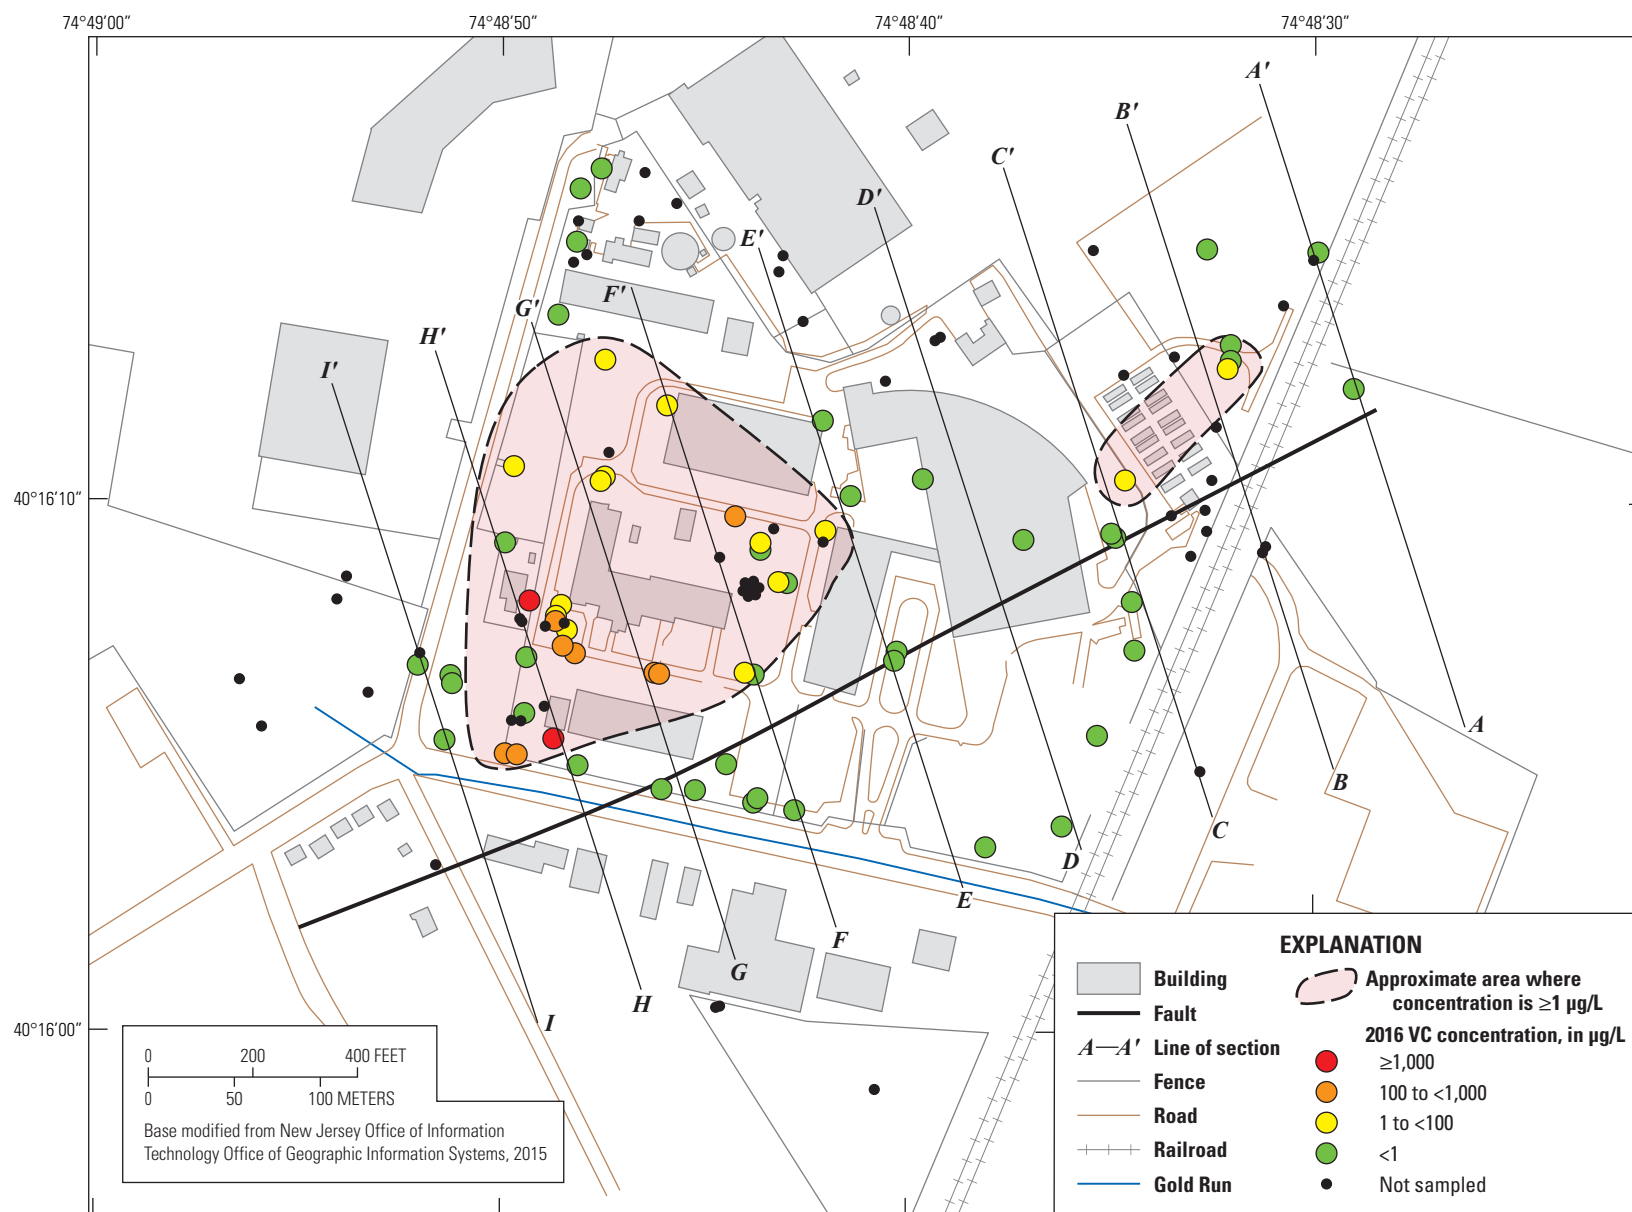 74°49′00″
74°48′50″
74°48′40″
74°48′30″
A′
B′
C′
D′
E′
F′
G′
H′
I′
40°16′10″
40°16′00″
A
B
C
D
E
F
G
H
I
EXPLANATION
Building
Fault
A—A′ Line of section
Fence
Road
Railroad
Gold Run
Approximate area where
concentration is ≥1 µg/L
2016 VC concentration, in µg/L
≥1,000
100 to <1,000
1 to <100
<1
Not sampled
0 200 400 FEET
0 50 100 METERS
Base modified from New Jersey Office of Information
Technology Office of Geographic Information Systems, 2015